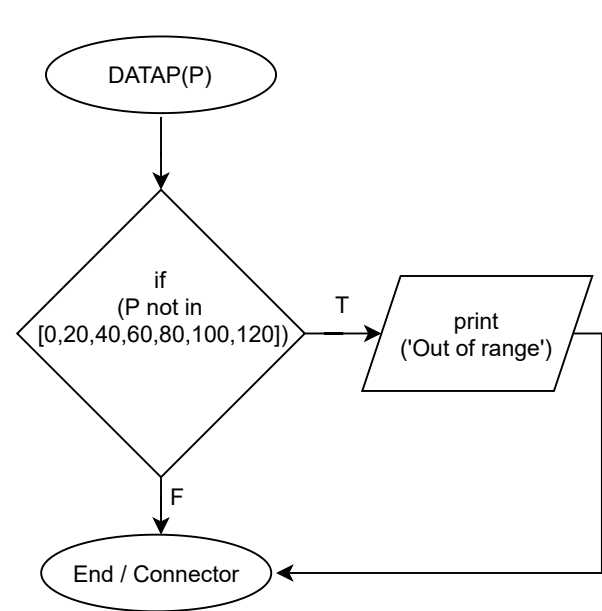 DATAP(P)
if
(P not in
[0,20,40,60,80,100,120])
T
print
('Out of range')
F
End / Connector